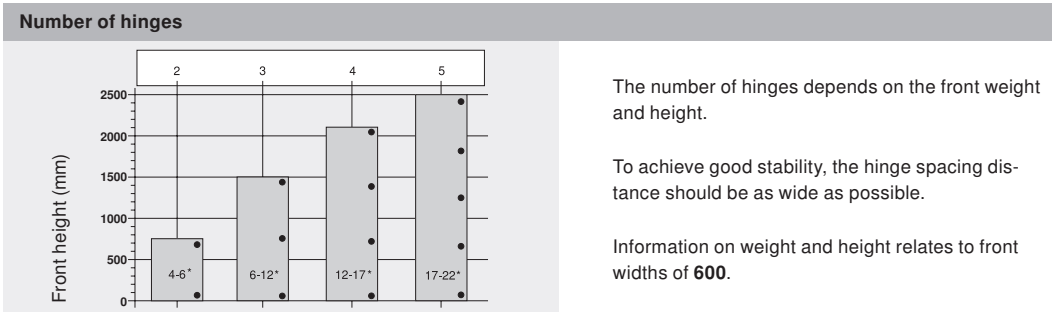 Number of hinges
2 3 4 5
2500
2000
1500
1000
500
0
Front height (mm)
4-6* 6-12* 12-17* 17-22*
The number of hinges depends on the front weight
and height.
To achieve good stability, the hinge spacing dis-
tance should be as wide as possible.
Information on weight and height relates to front
widths of 600.